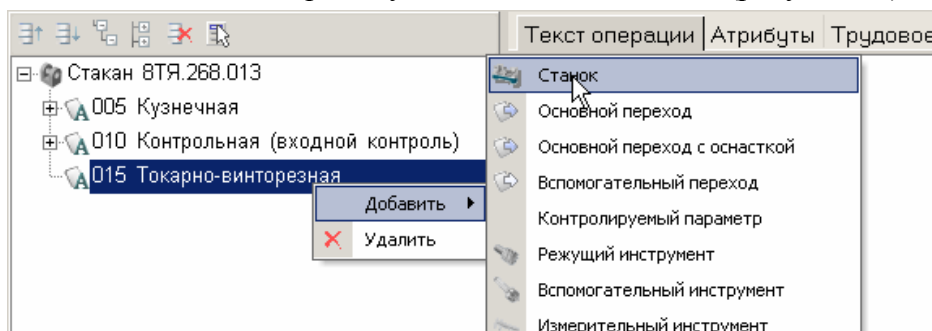 Текст операции Атрибуты Трудовое
Стакан 8ТЯ.268.013
005 Кузнечная
010 Контрольная (входной контроль)
015 Токарно-винторезная
Добавить
Удалить
Станок
Основной переход
Основной переход с оснасткой
Вспомогательный переход
Контролируемый параметр
Режущий инструмент
Вспомогательный инструмент
Измерительный инструмент